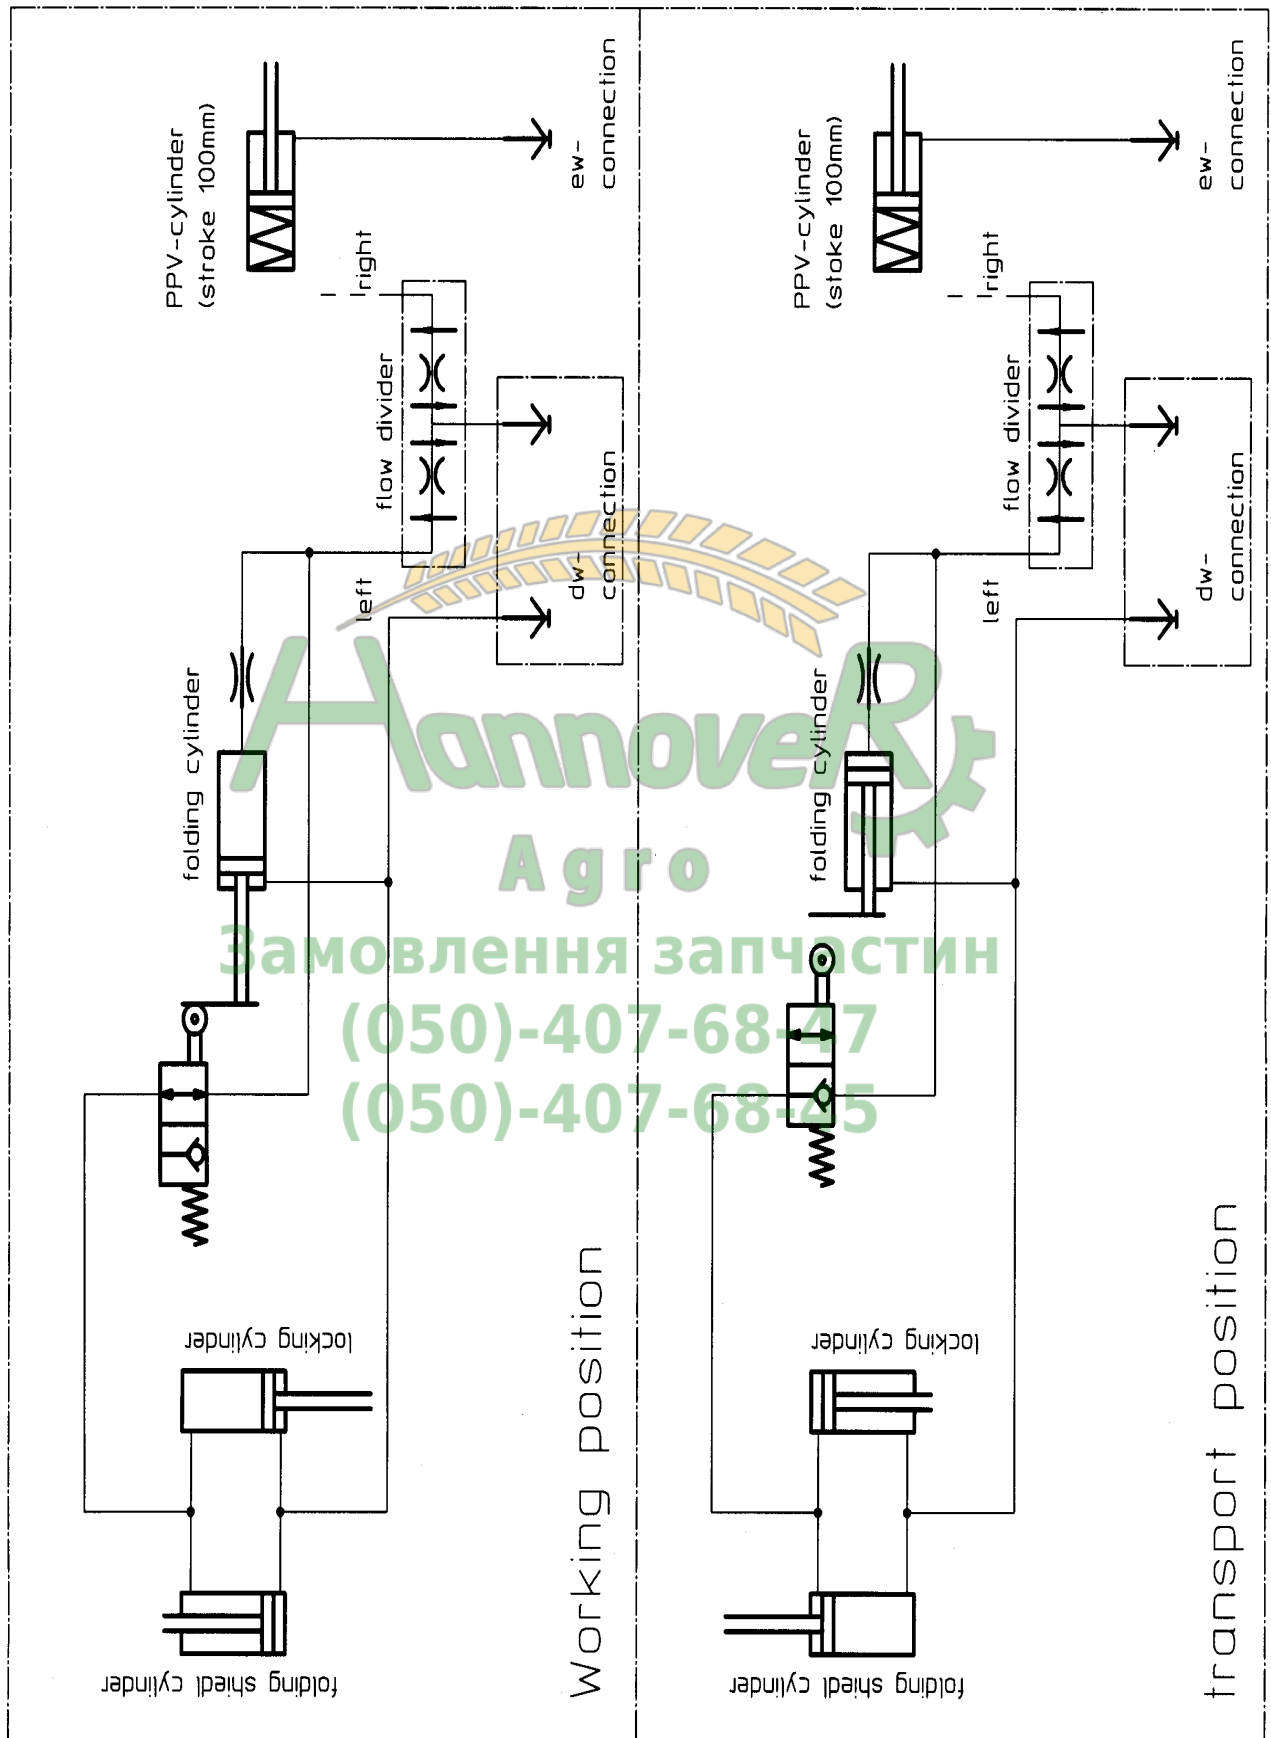 PPV-cylinder
(stroke 100mm)
ew-
connection
right
flow divider
left
dw-
connection
folding cylinder
locking cylinder
folding shiedl cylinder
Working position
PPV-cylinder
(stoke 100mm)
ew-
connection
right
flow divider
left
dw-
connection
folding cylinder
locking cylinder
folding shiedl cylinder
transport position
HannoveR
Agro
Замовлення запчастин
(050)-407-68-47
(050)-407-68-45